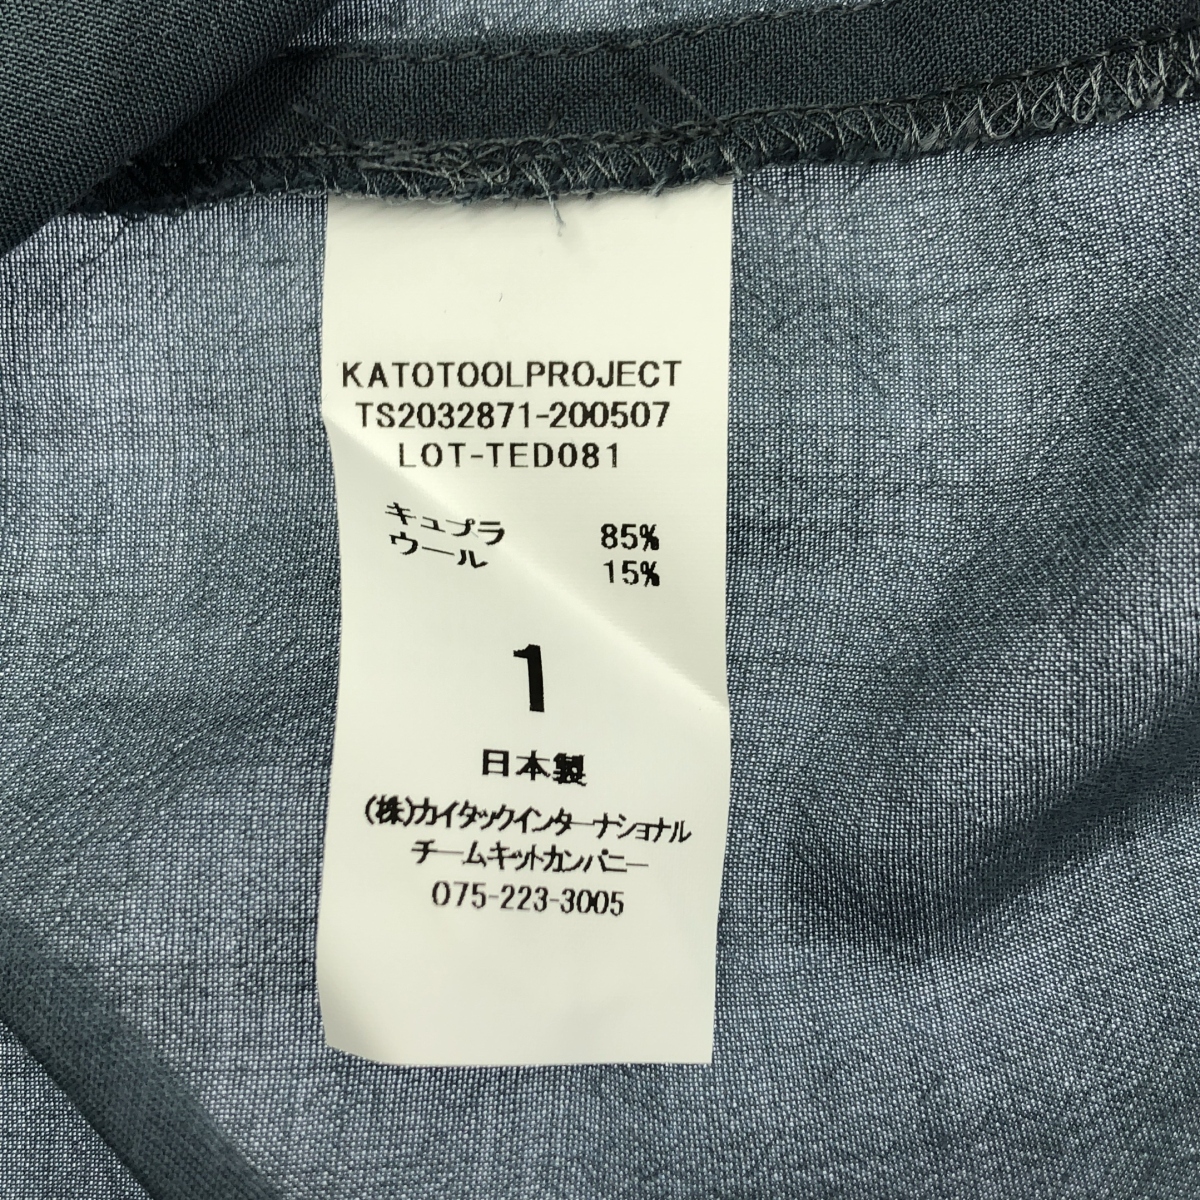 KATOTOOLPROJECT
TS2032871-200507
LOT-TED081
キュプラ 85%
ウール 15%
1
日本製
(株)カイタックインターナショナル
チームキットカンパニー
075-223-3005